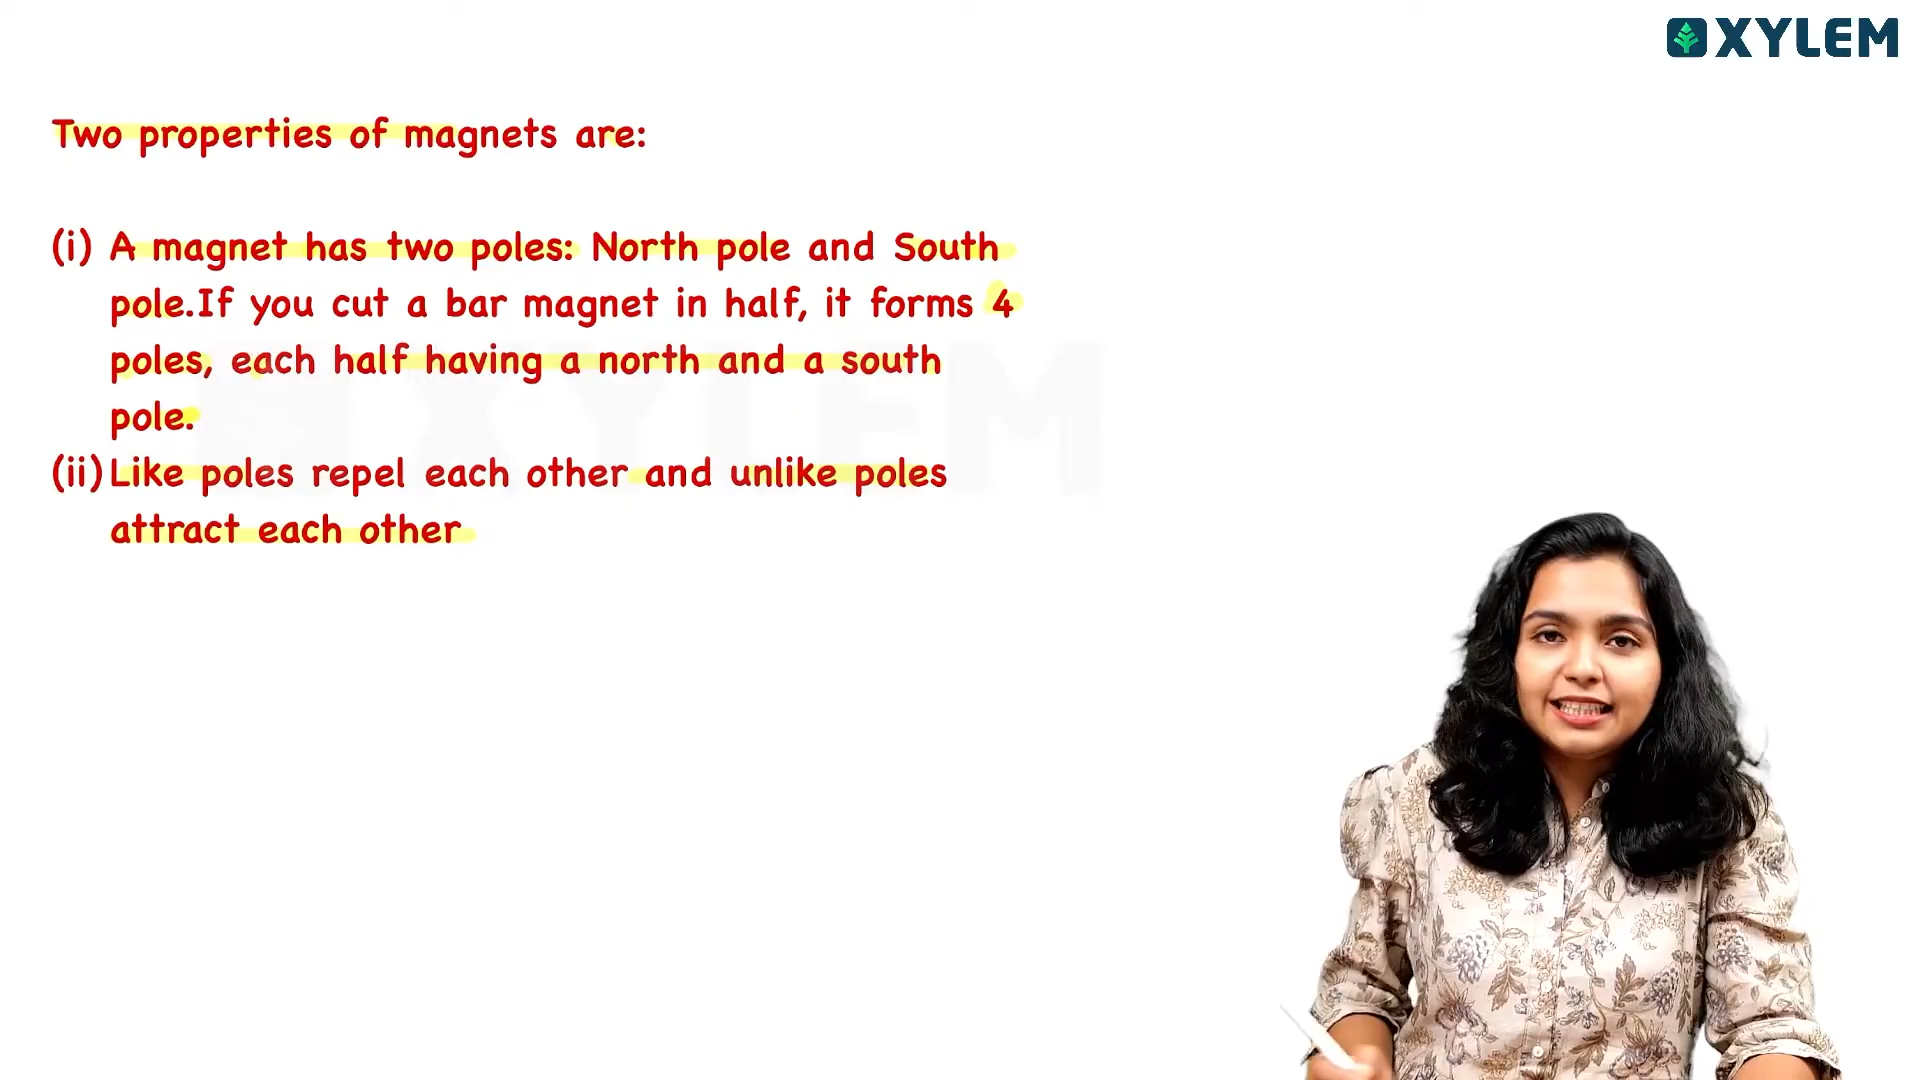 XYLEM
Two properties of magnets are:
(i) A magnet has two poles: North pole and South
pole.If you cut a bar magnet in half, it forms 4
poles, each half having a north and a south
pole.
(ii) Like poles repel each other and unlike poles
attract each other
XYLEM